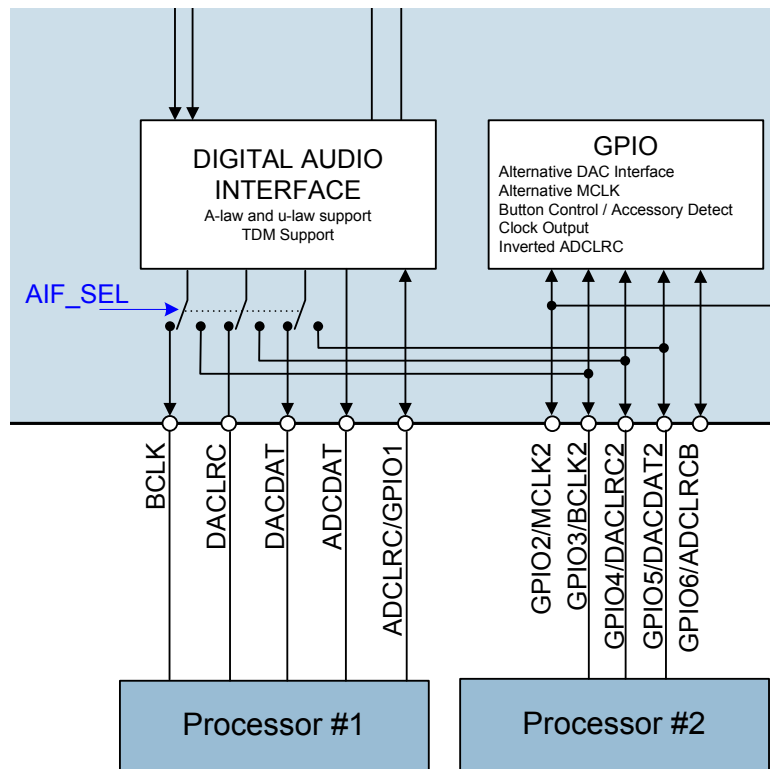 DIGITAL AUDIO
INTERFACE
A-law and u-law support
TDM Support
GPIO
Alternative DAC Interface
Alternative MCLK
Button Control / Accessory Detect
Clock Output
Inverted ADCLRC
AIF_SEL
BCLK
DACLRC
DACDAT
ADCDAT
ADCLRC/GPIO1
GPIO2/MCLK2
GPIO3/BCLK2
GPIO4/DACLRC2
GPIO5/DACDAT2
GPIO6/ADCLRCB
Processor #1
Processor #2